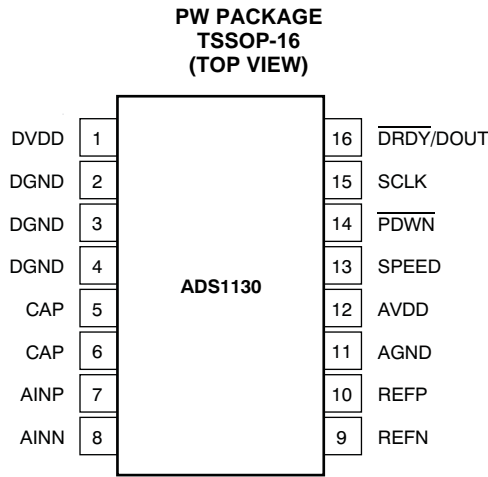 PW PACKAGE
TSSOP-16
(TOP VIEW)
DVDD 1 16 D̅R̅D̅Y̅/DOUT
DGND 2 15 SCLK
DGND 3 14 P̅D̅W̅N̅
DGND 4 13 SPEED
ADS1130
CAP 5 12 AVDD
CAP 6 11 AGND
AINP 7 10 REFP
AINN 8 9 REFN